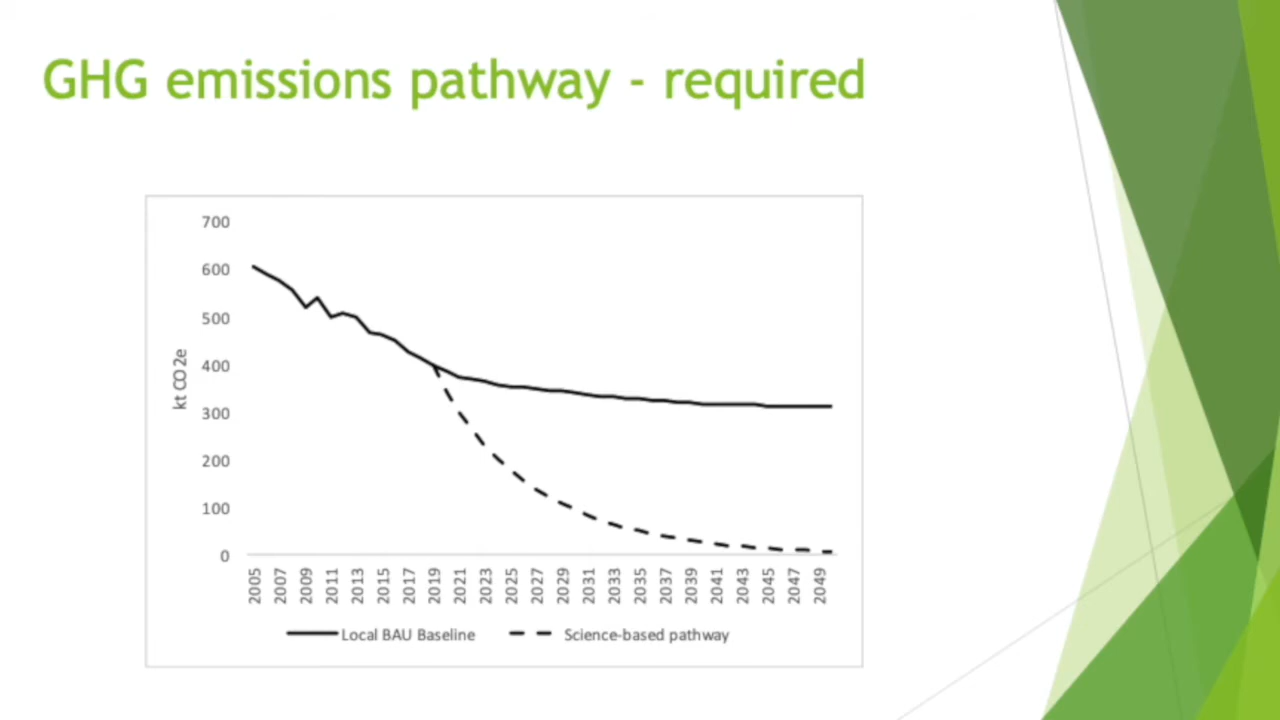 GHG emissions pathway - required
700
600
500
400
300
200
100
0
kt CO2e
2005 2007 2009 2011 2013 2015 2017 2019 2021 2023 2025 2027 2029 2031 2033 2035 2037 2039 2041 2043 2045 2047 2049
Local BAU Baseline Science-based pathway